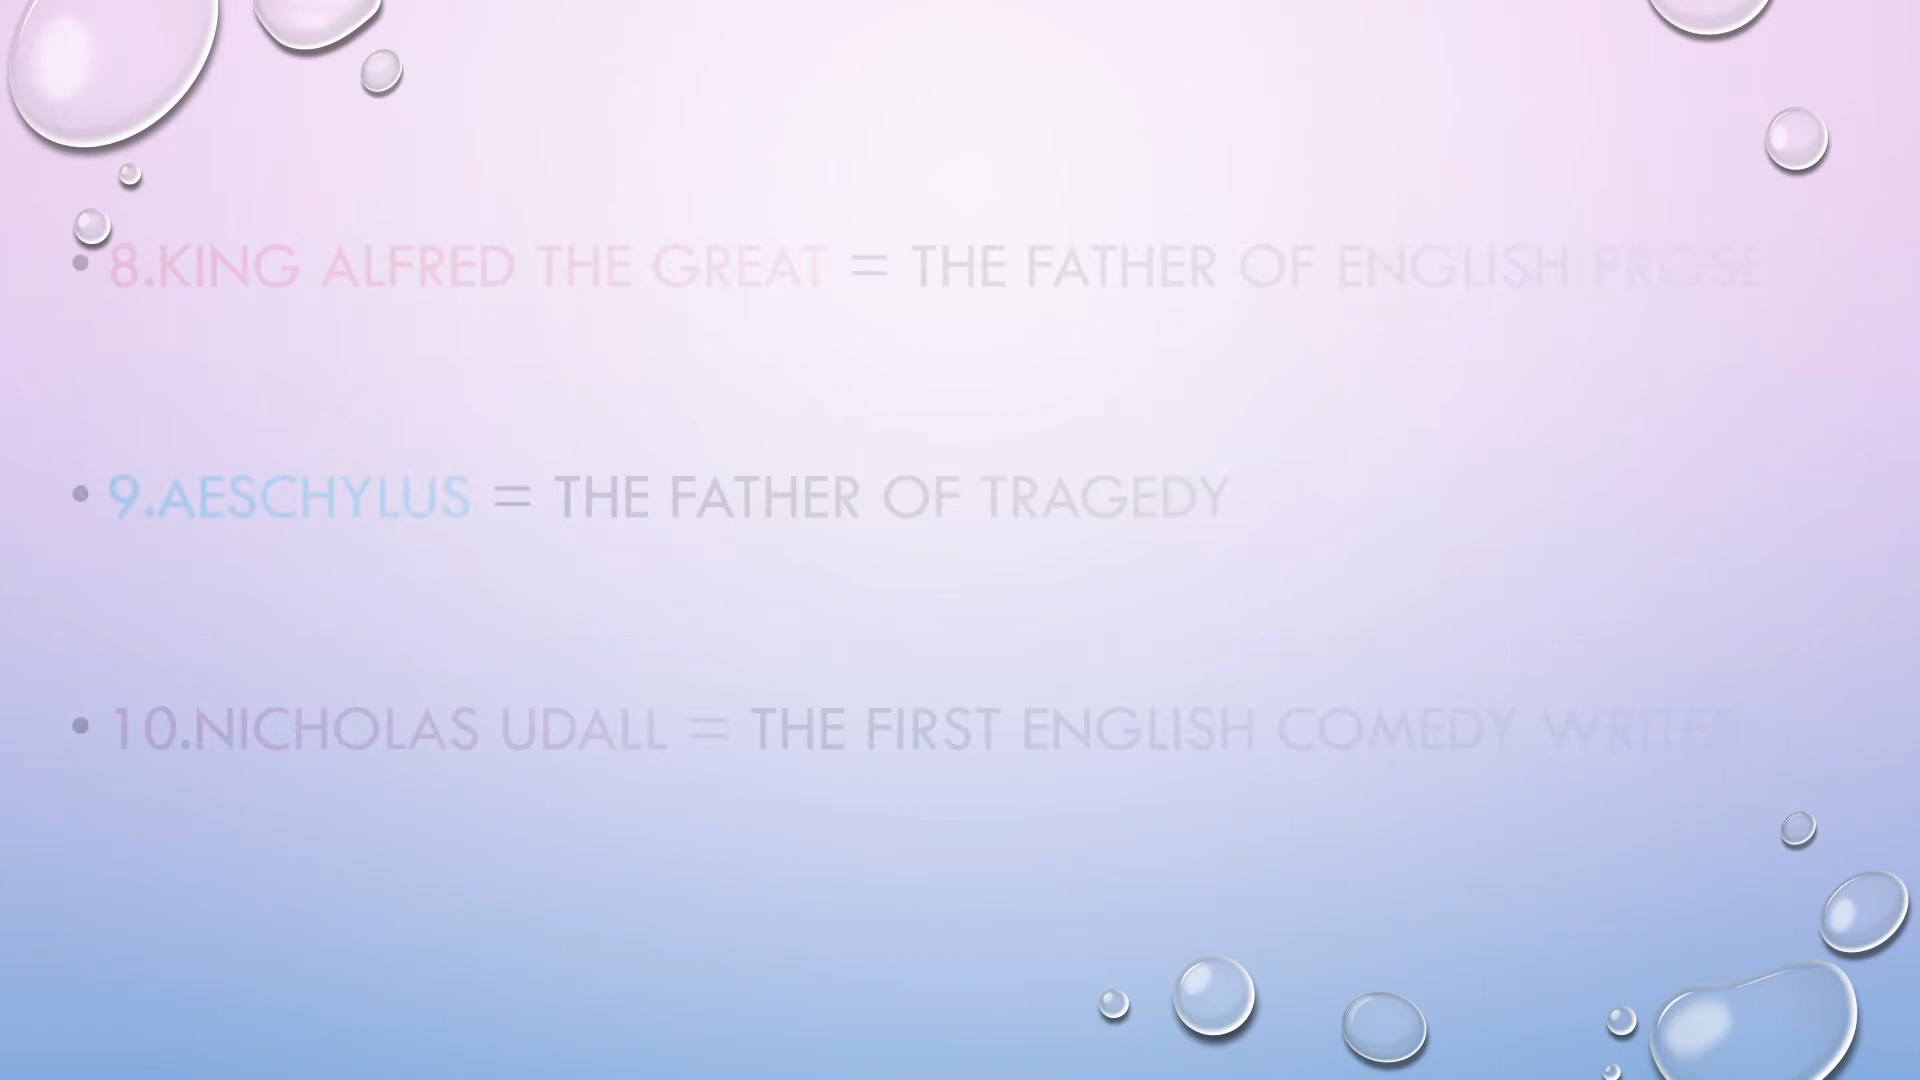 • 8.KING ALFRED THE GREAT = THE FATHER OF ENGLISH PROSE
• 9.AESCHYLUS = THE FATHER OF TRAGEDY
• 10.NICHOLAS UDALL = THE FIRST ENGLISH COMEDY WRITER